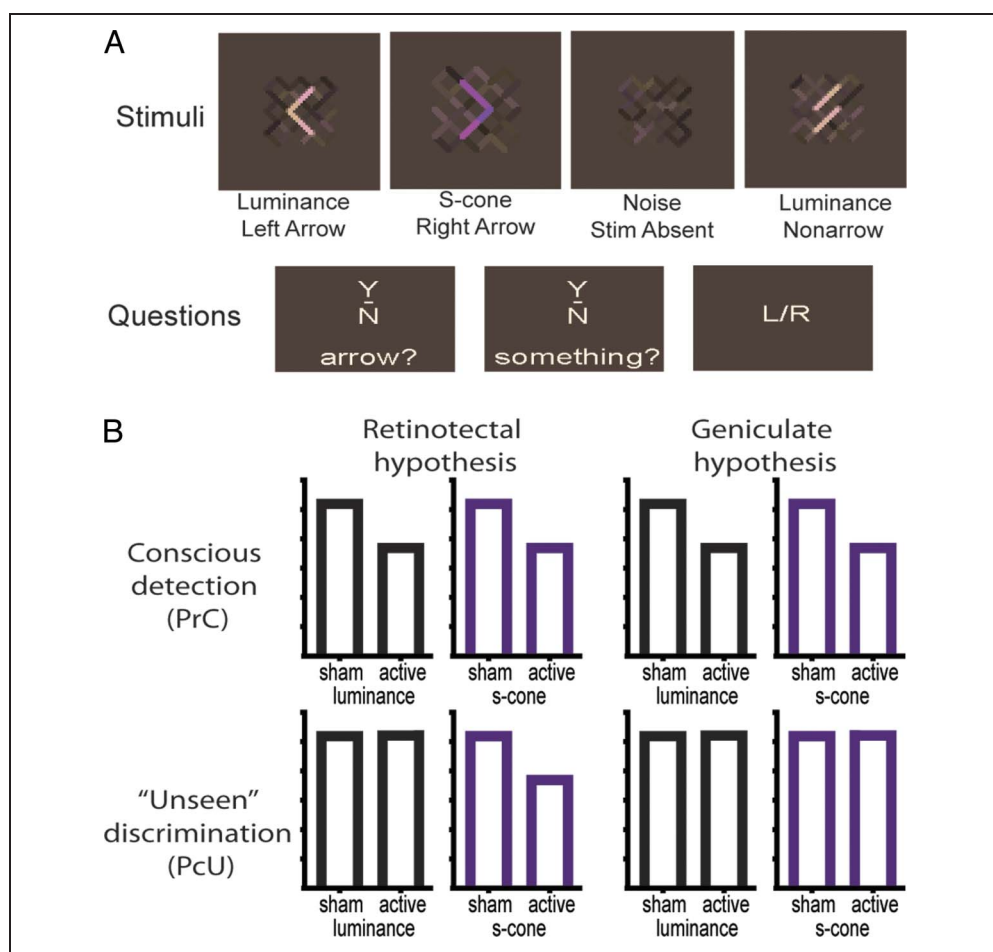 A
Stimuli
Luminance
Left Arrow
S-cone
Right Arrow
Noise
Stim Absent
Luminance
Nonarrow
Questions
Y
N
arrow?
Y
N
something?
L/R
B
Retinotectal
hypothesis
Geniculate
hypothesis
Conscious
detection
(PrC)
sham active
luminance
sham active
s-cone
sham active
luminance
sham active
s-cone
"Unseen"
discrimination
(PcU)
sham active
luminance
sham active
s-cone
sham active
luminance
sham active
s-cone